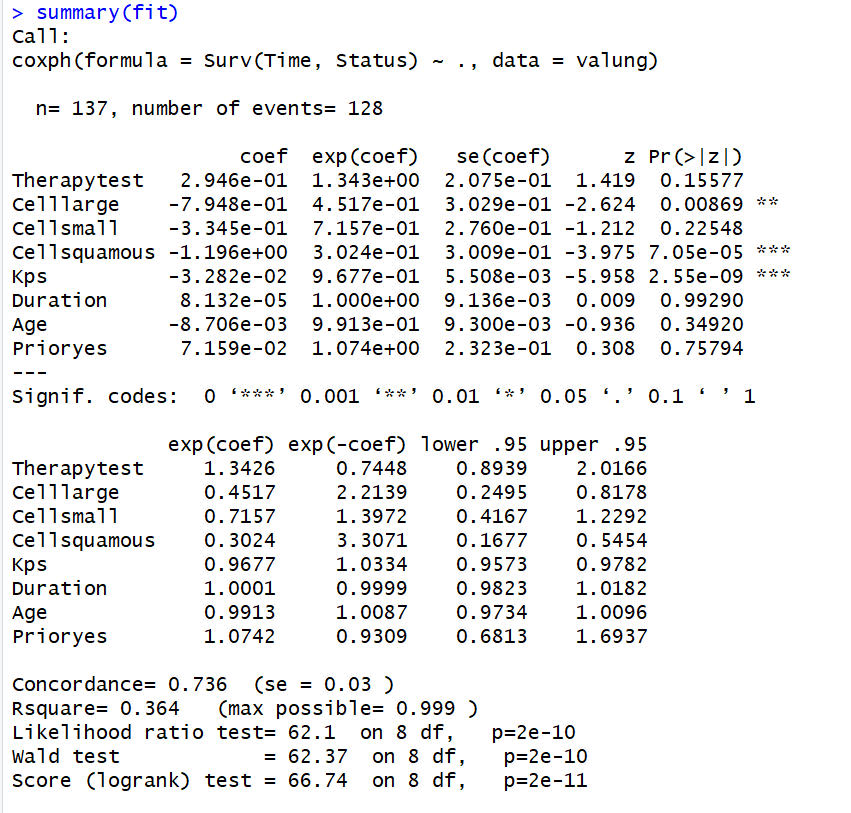 > summary(fit)
Call:
coxph(formula = Surv(Time, Status) ~ ., data = valung)
n= 137, number of events= 128
coef exp(coef) se(coef) z Pr(>|z|)
Therapytest 2.946e-01 1.343e+00 2.075e-01 1.419 0.15577
Celllarge -7.948e-01 4.517e-01 3.029e-01 -2.624 0.00869 **
Cellsmall -3.345e-01 7.157e-01 2.760e-01 -1.212 0.22548
Cellsquamous -1.196e+00 3.024e-01 3.009e-01 -3.975 7.05e-05 ***
Kps -3.282e-02 9.677e-01 5.508e-03 -5.958 2.55e-09 ***
Duration 8.132e-05 1.000e+00 9.136e-03 0.009 0.99290
Age -8.706e-03 9.913e-01 9.300e-03 -0.936 0.34920
Prioryes 7.159e-02 1.074e+00 2.323e-01 0.308 0.75794
---
Signif. codes: 0 ‘***’ 0.001 ‘**’ 0.01 ‘*’ 0.05 ‘.’ 0.1 ‘ ’ 1
exp(coef) exp(-coef) lower .95 upper .95
Therapytest 1.3426 0.7448 0.8939 2.0166
Celllarge 0.4517 2.2139 0.2495 0.8178
Cellsmall 0.7157 1.3972 0.4167 1.2292
Cellsquamous 0.3024 3.3071 0.1677 0.5454
Kps 0.9677 1.0334 0.9573 0.9782
Duration 1.0001 0.9999 0.9823 1.0182
Age 0.9913 1.0087 0.9734 1.0096
Prioryes 1.0742 0.9309 0.6813 1.6937
Concordance= 0.736 (se = 0.03 )
Rsquare= 0.364 (max possible= 0.999 )
Likelihood ratio test= 62.1 on 8 df, p=2e-10
Wald test = 62.37 on 8 df, p=2e-10
Score (logrank) test = 66.74 on 8 df, p=2e-11